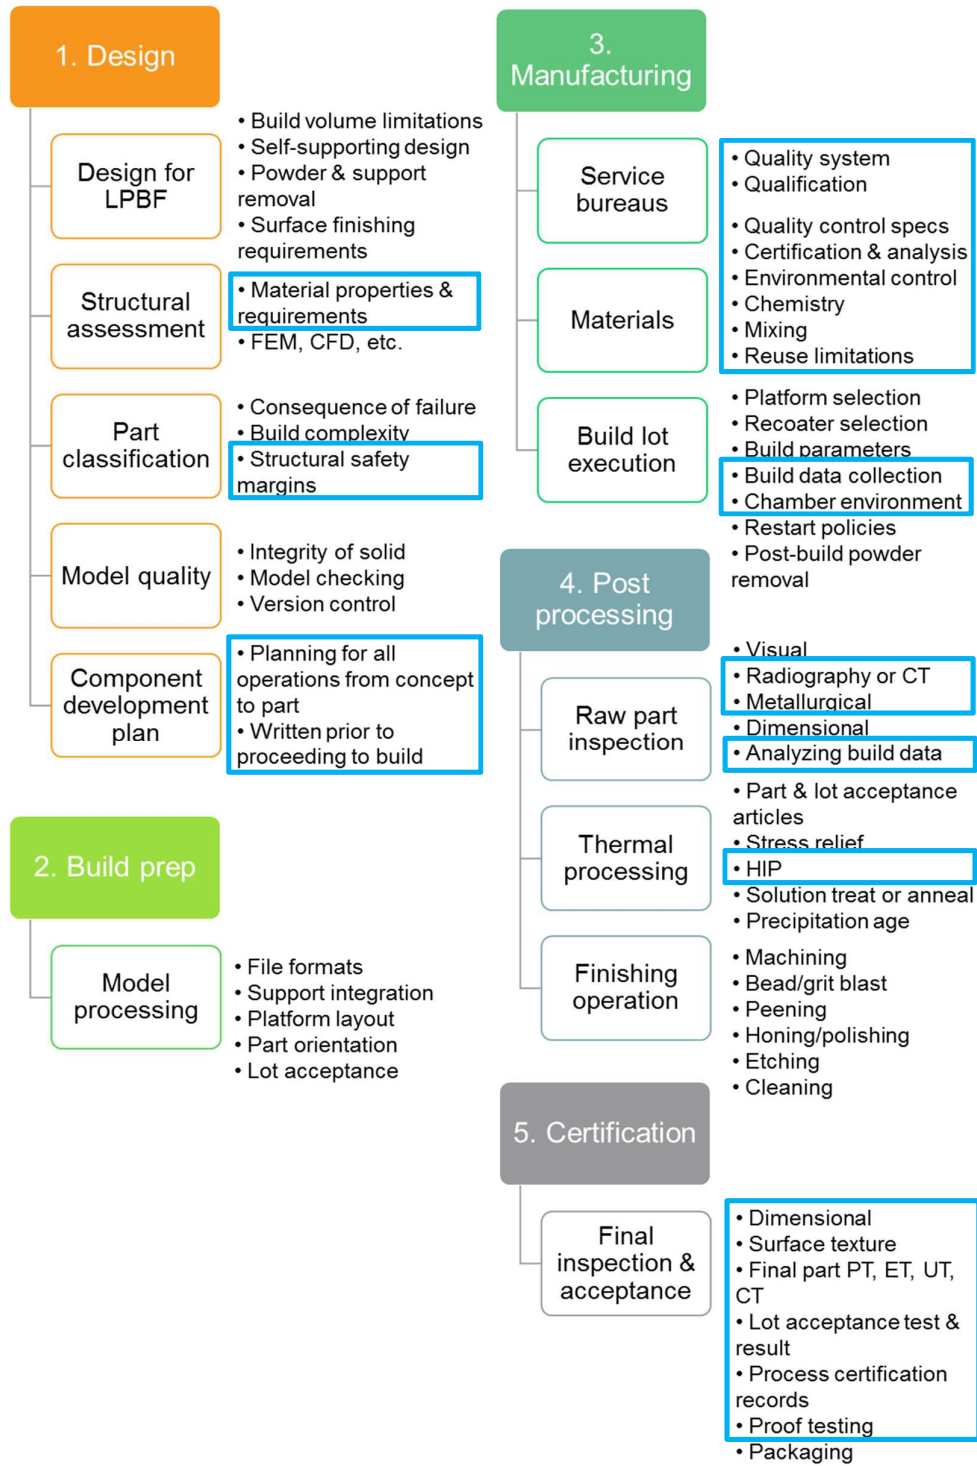 1. Design
Design for
LPBF
• Build volume limitations
• Self-supporting design
• Powder & support
removal
• Surface finishing
requirements
Structural
assessment
• Material properties &
requirements
• FEM, CFD, etc.
Part
classification
• Consequence of failure
• Build complexity
• Structural safety
margins
Model quality
• Integrity of solid
• Model checking
• Version control
Component
development
plan
• Planning for all
operations from concept
to part
• Written prior to
proceeding to build
2. Build prep
Model
processing
• File formats
• Support integration
• Platform layout
• Part orientation
• Lot acceptance
3.
Manufacturing
Service
bureaus
• Quality system
• Qualification
Materials
• Quality control specs
• Certification & analysis
• Environmental control
• Chemistry
• Mixing
• Reuse limitations
Build lot
execution
• Platform selection
• Recoater selection
• Build parameters
• Build data collection
• Chamber environment
• Restart policies
• Post-build powder
removal
4. Post
processing
Raw part
inspection
• Visual
• Radiography or CT
• Metallurgical
• Dimensional
• Analyzing build data
Thermal
processing
• Part & lot acceptance
articles
• Stress relief
• HIP
• Solution treat or anneal
• Precipitation age
Finishing
operation
• Machining
• Bead/grit blast
• Peening
• Honing/polishing
• Etching
• Cleaning
5. Certification
Final
inspection &
acceptance
• Dimensional
• Surface texture
• Final part PT, ET, UT,
CT
• Lot acceptance test &
result
• Process certification
records
• Proof testing
• Packaging